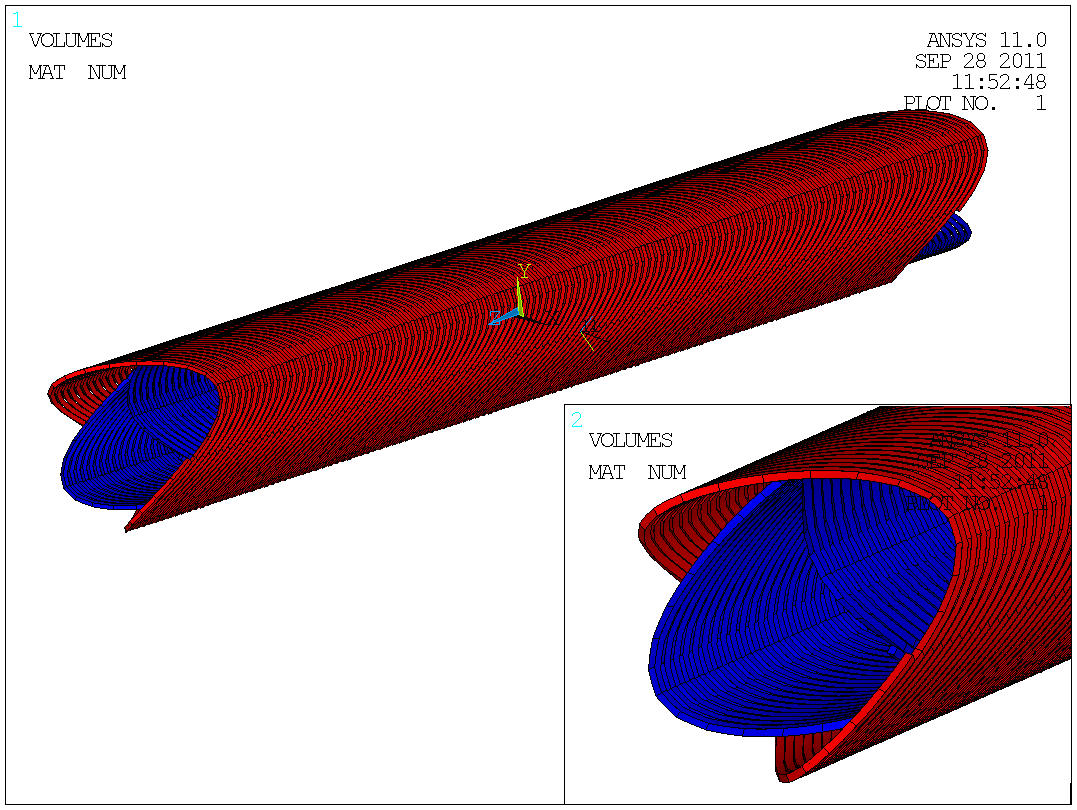 1
VOLUMES
MAT NUM
ANSYS 11.0
SEP 28 2011
11:52:48
PLOT NO. 1
Y
Z
2
VOLUMES
MAT NUM